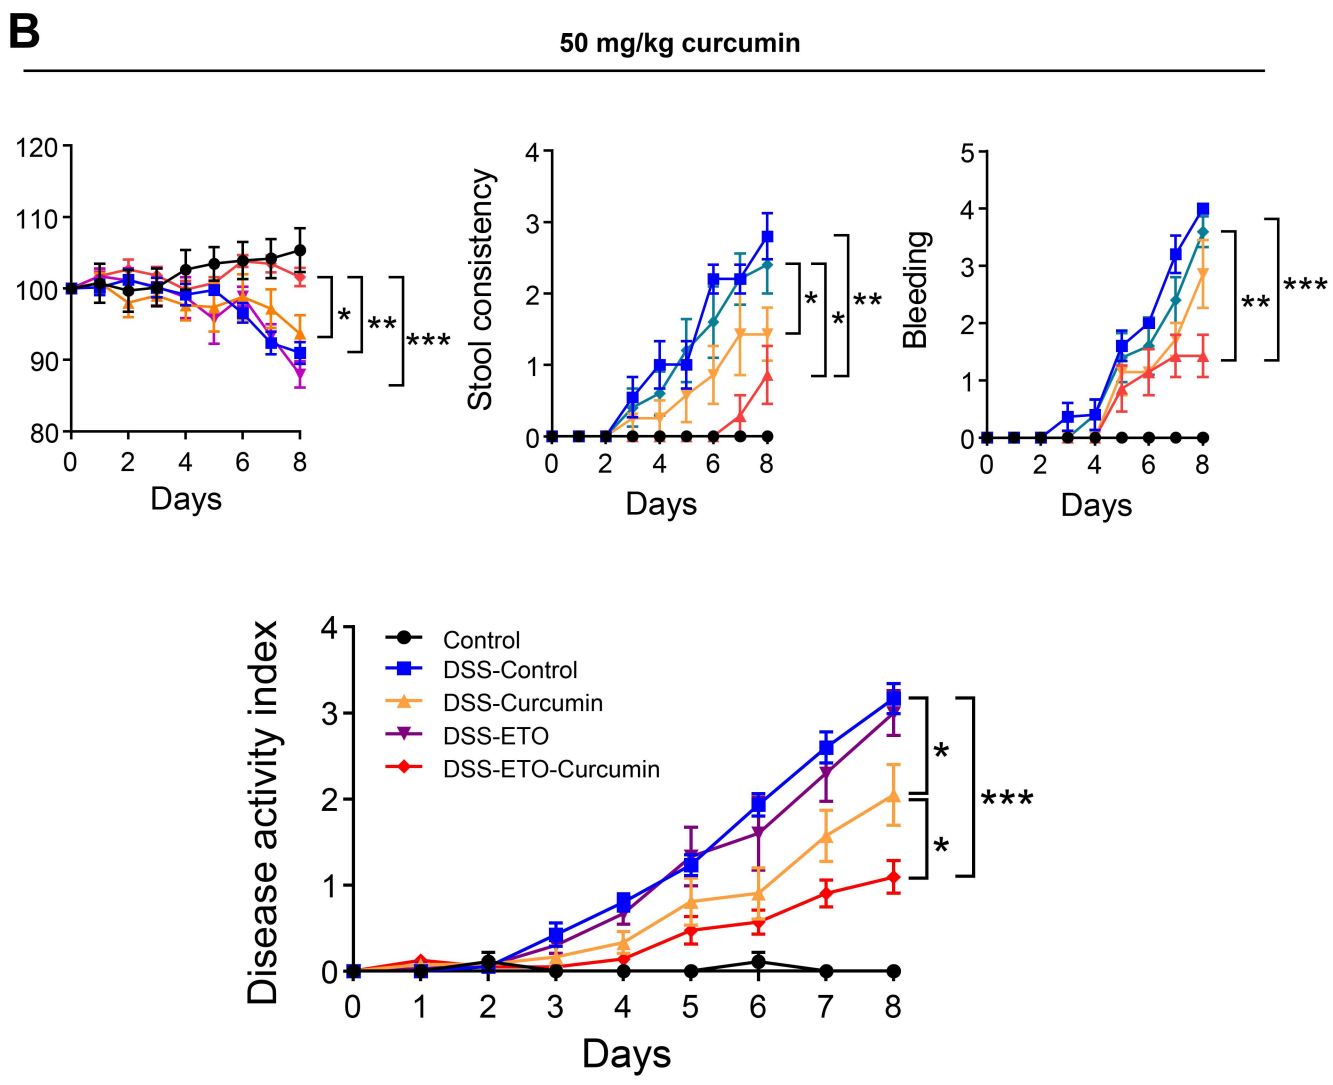 B
50 mg/kg curcumin
120
110
100
90
80
0 2 4 6 8
Days
* ** ***
Stool consistency
4
3
2
1
0
0 2 4 6 8
Days
* * **
Bleeding
5
4
3
2
1
0
0 2 4 6 8
Days
** ***
Disease activity index
4
3
2
1
0
0 1 2 3 4 5 6 7 8
Days
Control
DSS-Control
DSS-Curcumin
DSS-ETO
DSS-ETO-Curcumin
*
*
***